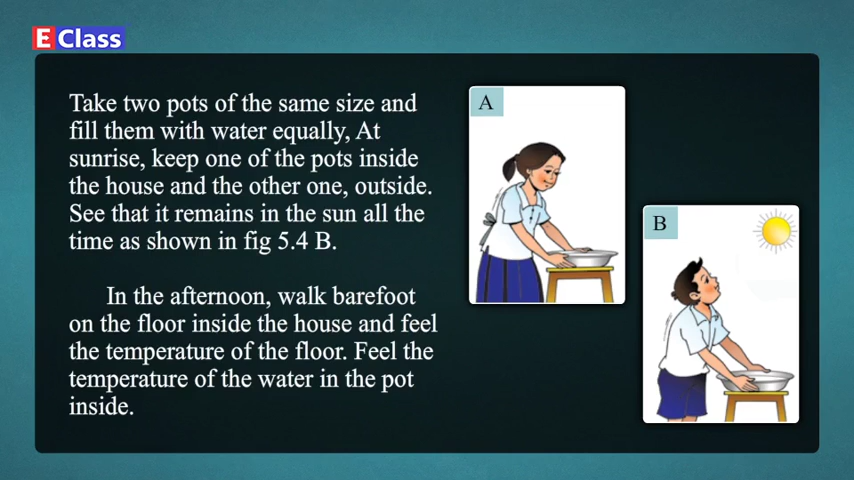 E Class
Take two pots of the same size and
fill them with water equally, At
sunrise, keep one of the pots inside
the house and the other one, outside.
See that it remains in the sun all the
time as shown in fig 5.4 B.
In the afternoon, walk barefoot
on the floor inside the house and feel
the temperature of the floor. Feel the
temperature of the water in the pot
inside.
A
B